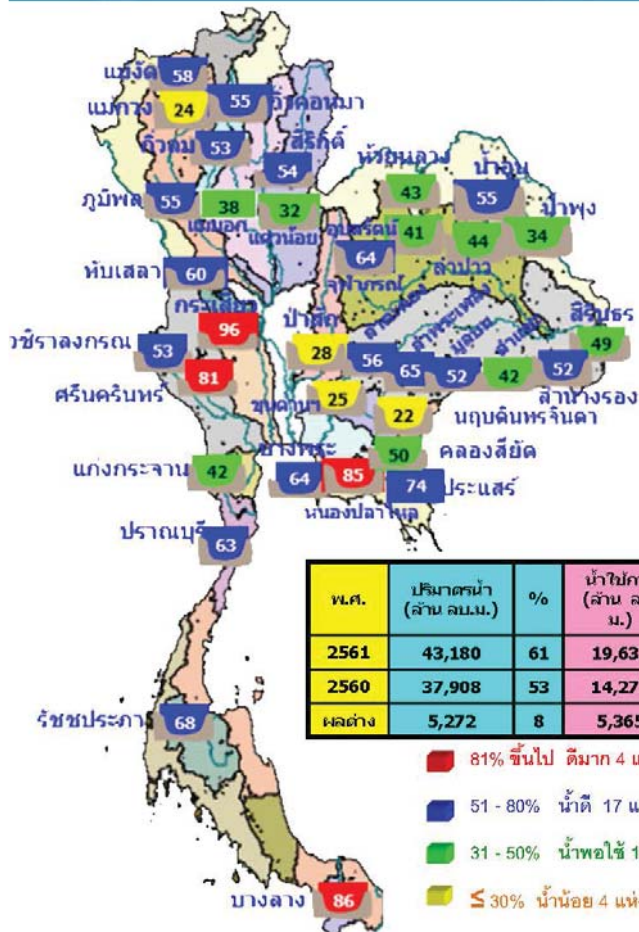 แม่งัด
58
แม่กวง
24
55
กิ่วคอหมา
กิ่วลม
53
สิริกิติ์
54
ห้วยหลวง
43
น้ำอูน
55
น้ำพุง
34
ภูมิพล
55
38
32
แควน้อย
อุบลรัตน์
64
41
44
ลำปาว
จุฬาภรณ์
ทับเสลา
60
กระเสียว
96
ป่าสัก
28
สิรินธร
49
วชิราลงกรณ
53
81
ศรีนครินทร์
56
65
52
42
52
ลำนางรอง
ขุนด่านฯ
25
22
นฤบดินทรจินดา
บางพระ
50
คลองสียัด
แก่งกระจาน
42
64
85
74
ประแสร์
หนองปลาไหล
ปราณบุรี
63
พ.ศ. ปริมาตรน้ำ (ล้าน ลบ.ม.) %
2561 43,180 61
2560 37,908 53
ผลต่าง 5,272 8
รัชชประภา
68
81% ขึ้นไป ดีมาก 4
51 - 80% น้ำดี 17
31 - 50% น้ำพอใช้
≤ 30% น้ำน้อย 4 แห่ง
บางลาง
86